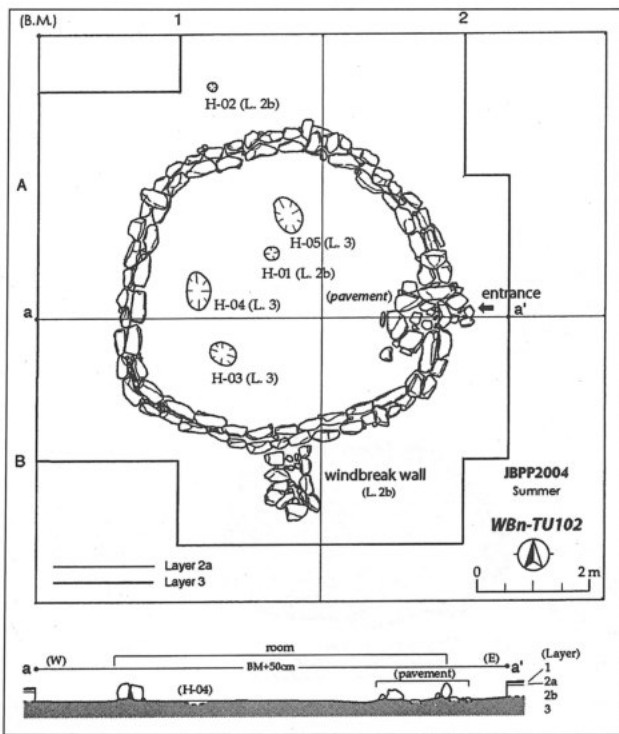 (B.M.) 1 2
H-02 (L. 2b)
A
H-05 (L. 3)
H-01 (L. 2b)
(pavement)
entrance
H-04 (L. 3)
a a'
H-03 (L. 3)
B
windbreak wall
(L. 2b)
JBPP2004
Summer
WBn-TU102
Layer 2a
Layer 3
0 2 m
room
a (W) BM+50cm (E) a'
(Layer)
(H-04)
(pavement)
1
2a
2b
3